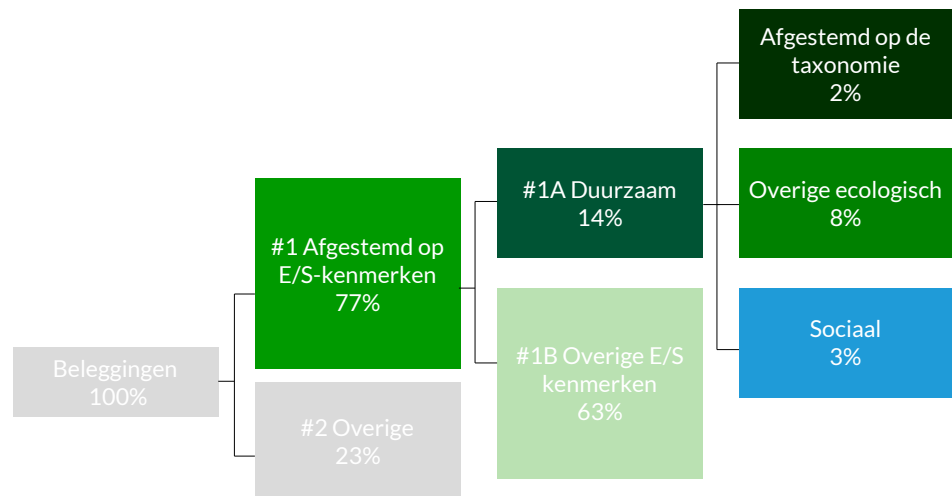 Beleggingen
100%
#1 Afgestemd op
E/S-kenmerken
77%
#2 Overige
23%
#1A Duurzaam
14%
#1B Overige E/S
kenmerken
63%
Afgestemd op de
taxonomie
2%
Overige ecologisch
8%
Sociaal
3%